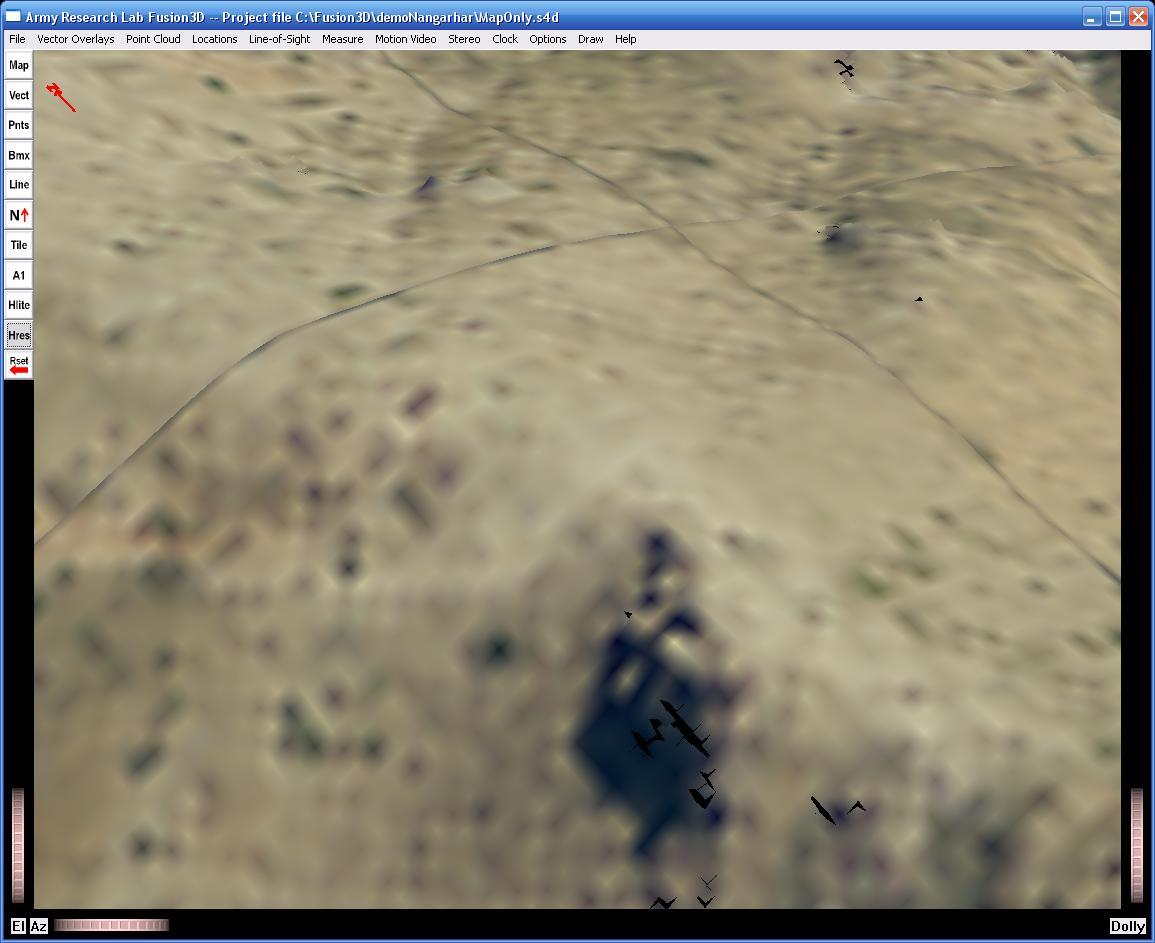 Army Research Lab Fusion3D -- Project file C:\Fusion3D\demoNangarhar\MapOnly.s4d
File Vector Overlays Point Cloud Locations Line-of-Sight Measure Motion Video Stereo Clock Options Draw Help
Map
Vect
Pnts
Bmx
Line
N
Tile
A1
Hlite
Hres
Rset
El Az Dolly